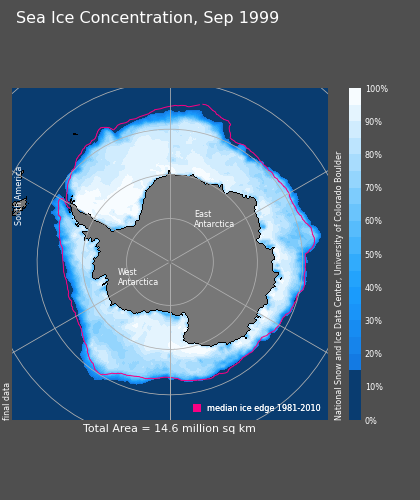 Sea Ice Concentration, Sep 1999
100%
90%
80%
70%
60%
50%
40%
30%
20%
10%
0%
National Snow and Ice Data Center, University of Colorado Boulder
South America
East
Antarctica
West
Antarctica
final data
median ice edge 1981-2010
Total Area = 14.6 million sq km